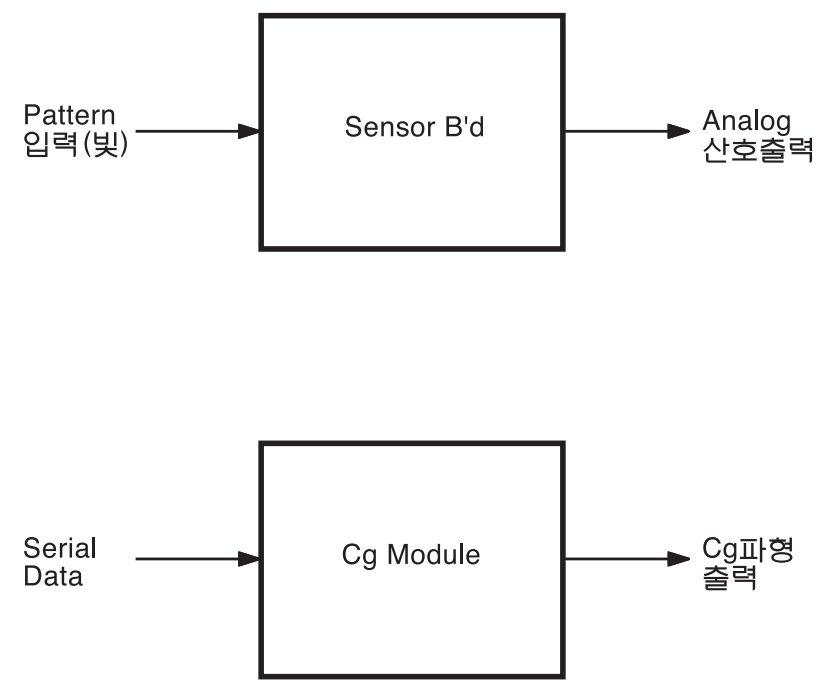 Pattern
입력(빛)
Sensor B'd
Analog
산호출력
Serial
Data
Cg Module
Cg파형
출력